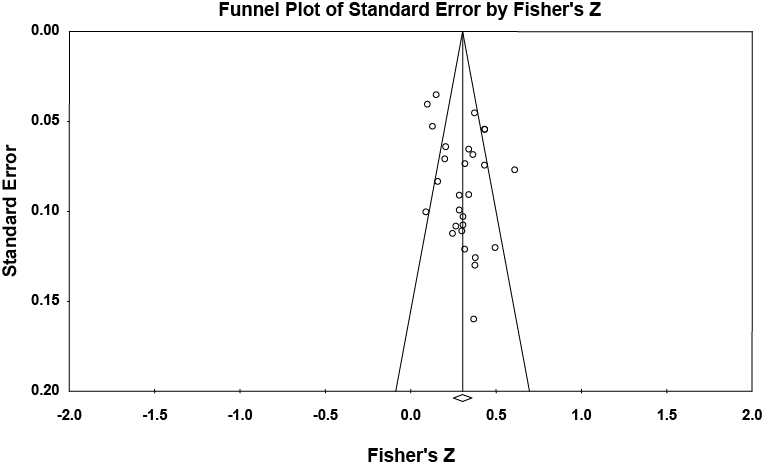 Funnel Plot of Standard Error by Fisher's Z
0.00
0.05
0.10
0.15
0.20
Standard Error
-2.0 -1.5 -1.0 -0.5 0.0 0.5 1.0 1.5 2.0
Fisher's Z